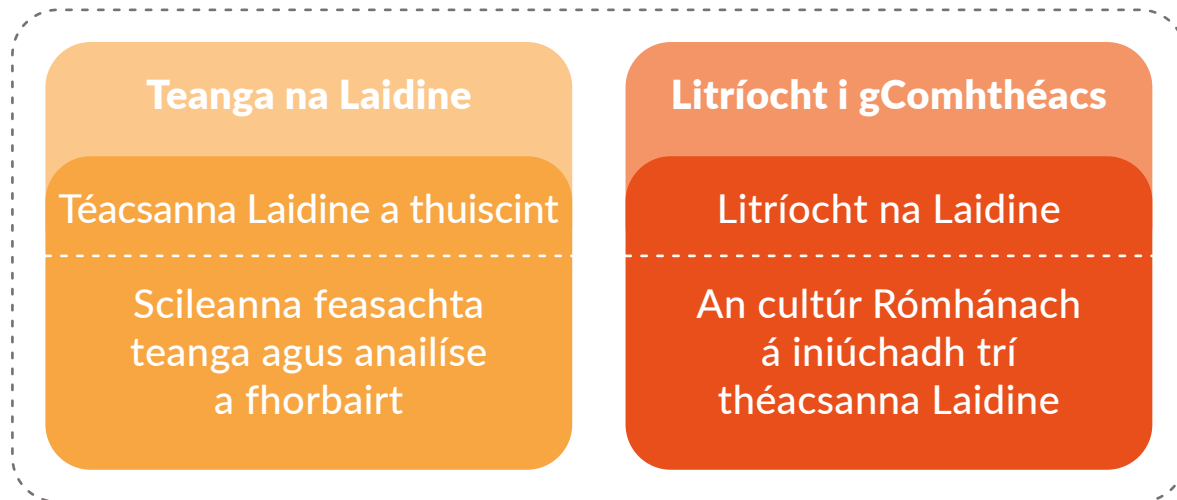 Teanga na Laidine
Téacsanna Laidine a thuiscint
Scileanna feasachta
teanga agus anailíse
a fhorbairt
Litríocht i gComhthéacs
Litríocht na Laidine
An cultúr Rómhánach
á iniúchadh trí
théacsanna Laidine